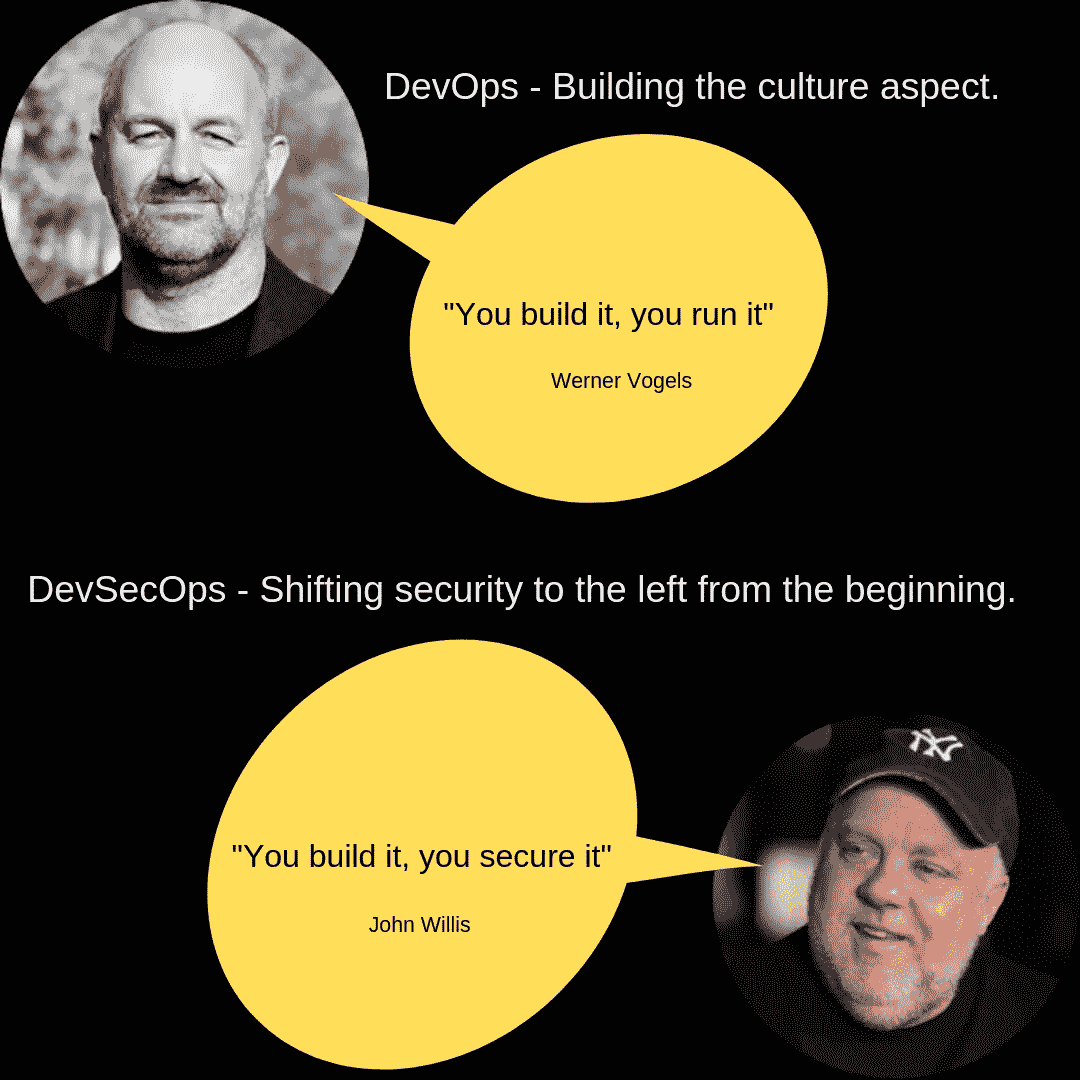 DevOps - Building the culture aspect.
"You build it, you run it"
Werner Vogels
DevSecOps - Shifting security to the left from the beginning.
NY
"You build it, you secure it"
John Willis